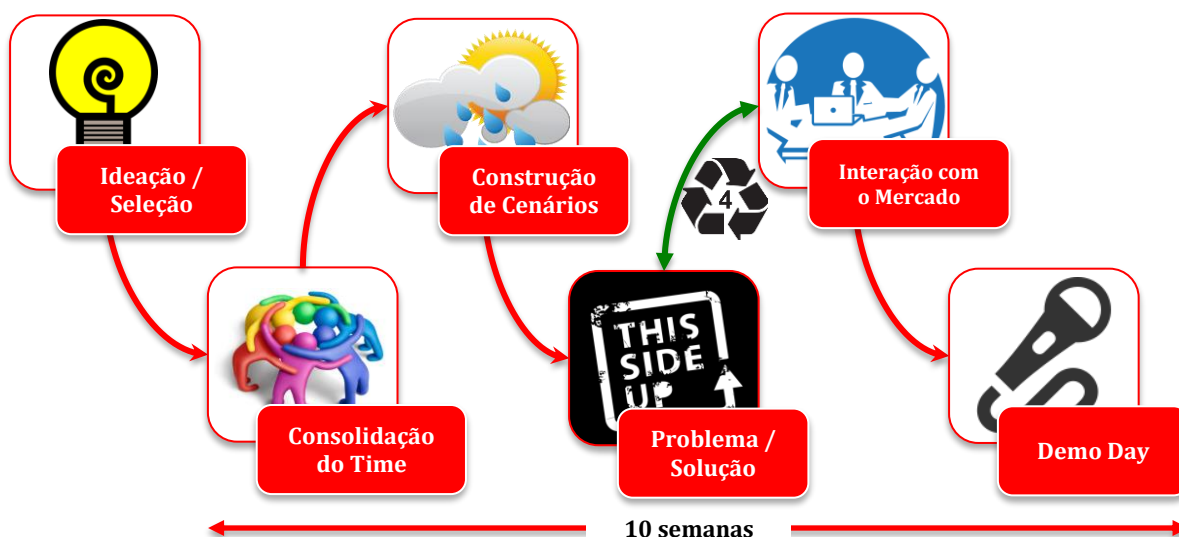 Ideação /
Seleção
Consolidação
do Time
Construção
de Cenários
4
THIS
SIDE
UP
Problema /
Solução
Interação com
o Mercado
Demo Day
10 semanas